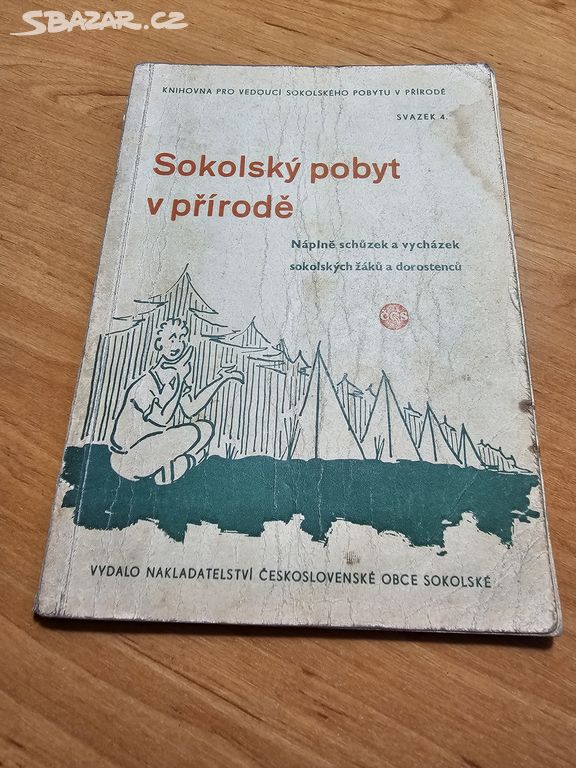 SBAZAR.CZ
KNIHOVNA PRO VEDOUCÍ SOKOLSKÉHO POBYTU V PŘÍRODĚ
SVAZEK 4.
Sokolský pobyt
v přírodě
Náplně schůzek a vycházek
sokolských žáků a dorostenců
ČOS
VYDALO NAKLADATELSTVÍ ČESKOSLOVENSKÉ OBCE SOKOLSKÉ